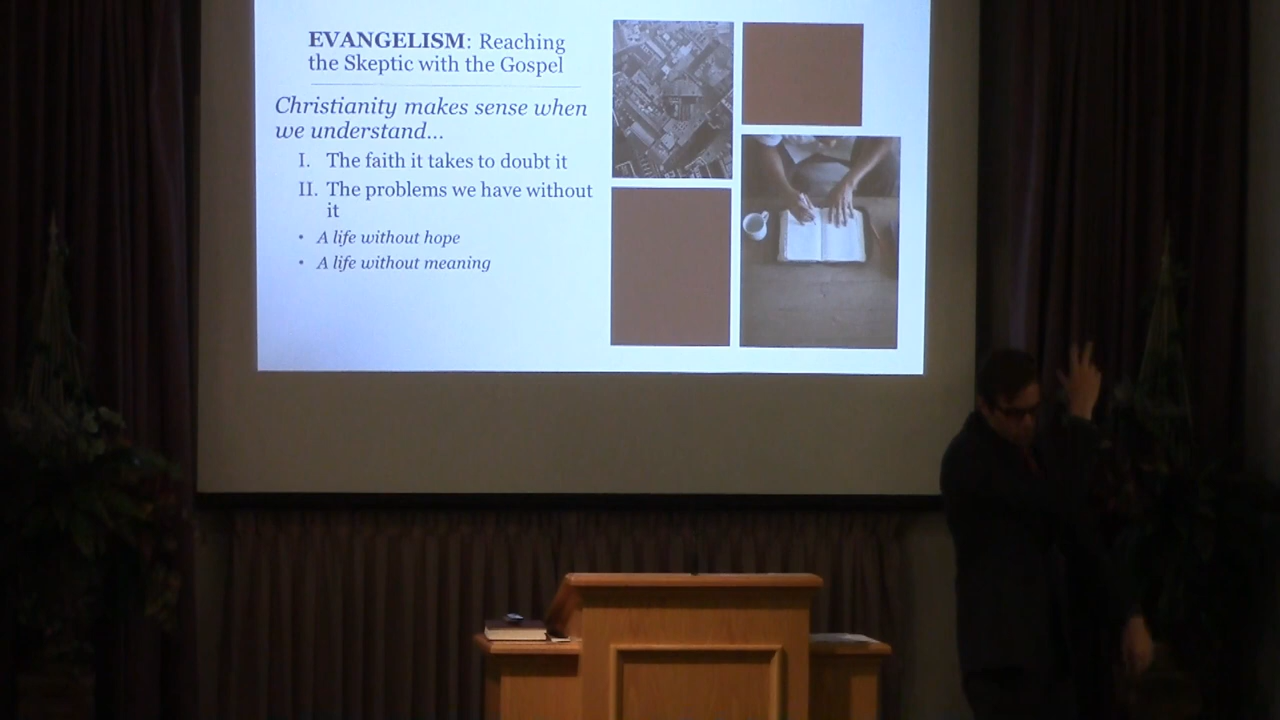 EVANGELISM: Reaching
the Skeptic with the Gospel
Christianity makes sense when
we understand...
I. The faith it takes to doubt it
II. The problems we have without
it
• A life without hope
• A life without meaning